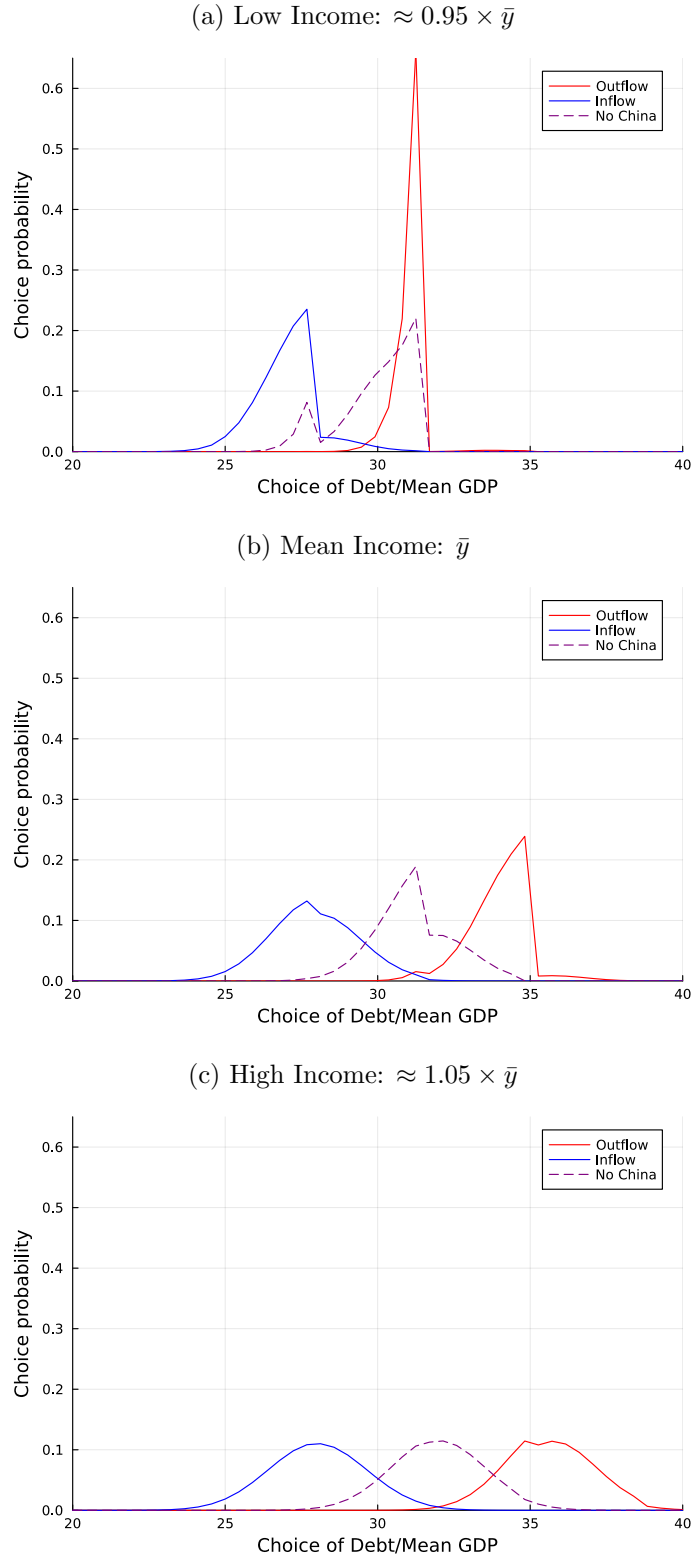 (a) Low Income: ≈ 0.95 × ȳ
0.6
0.5
0.4
0.3
0.2
0.1
0.0
Choice probability
Outflow
Inflow
No China
20 25 30 35 40
Choice of Debt/Mean GDP
(b) Mean Income: ȳ
0.6
0.5
0.4
0.3
0.2
0.1
0.0
Choice probability
Outflow
Inflow
No China
20 25 30 35 40
Choice of Debt/Mean GDP
(c) High Income: ≈ 1.05 × ȳ
0.6
0.5
0.4
0.3
0.2
0.1
0.0
Choice probability
Outflow
Inflow
No China
20 25 30 35 40
Choice of Debt/Mean GDP